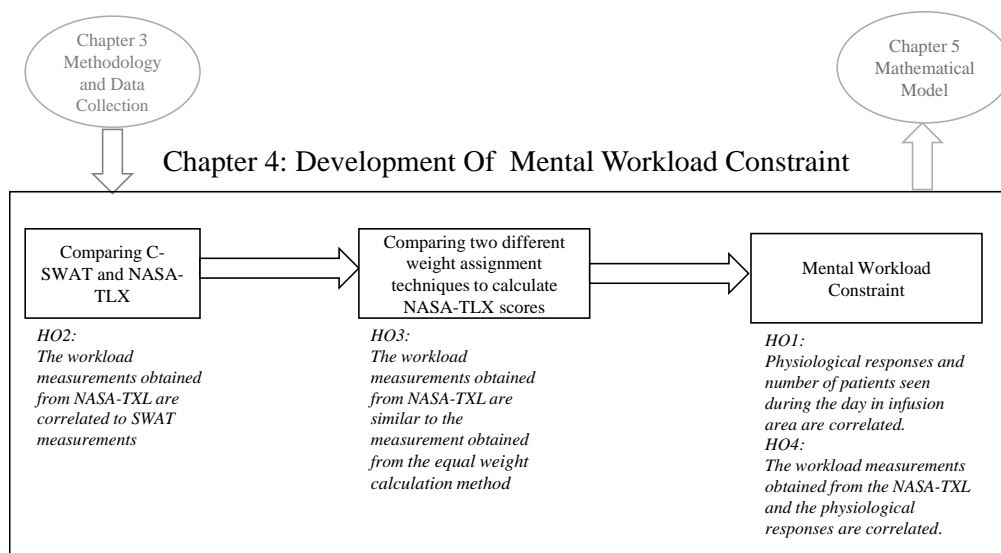 Chapter 3
Methodology
and Data
Collection
Chapter 5
Mathematical
Model
Chapter 4: Development Of Mental Workload Constraint
Comparing C-
SWAT and NASA-
TLX
Comparing two different
weight assignment
techniques to calculate
NASA-TLX scores
Mental Workload
Constraint
HO2:
The workload
measurements obtained
from NASA-TXL are
correlated to SWAT
measurements
HO3:
The workload
measurements obtained
from NASA-TXL are
similar to the
measurement obtained
from the equal weight
calculation method
HO1:
Physiological responses and
number of patients seen
during the day in infusion
area are correlated.
HO4:
The workload measurements
obtained from the NASA-TXL
and the physiological
responses are correlated.